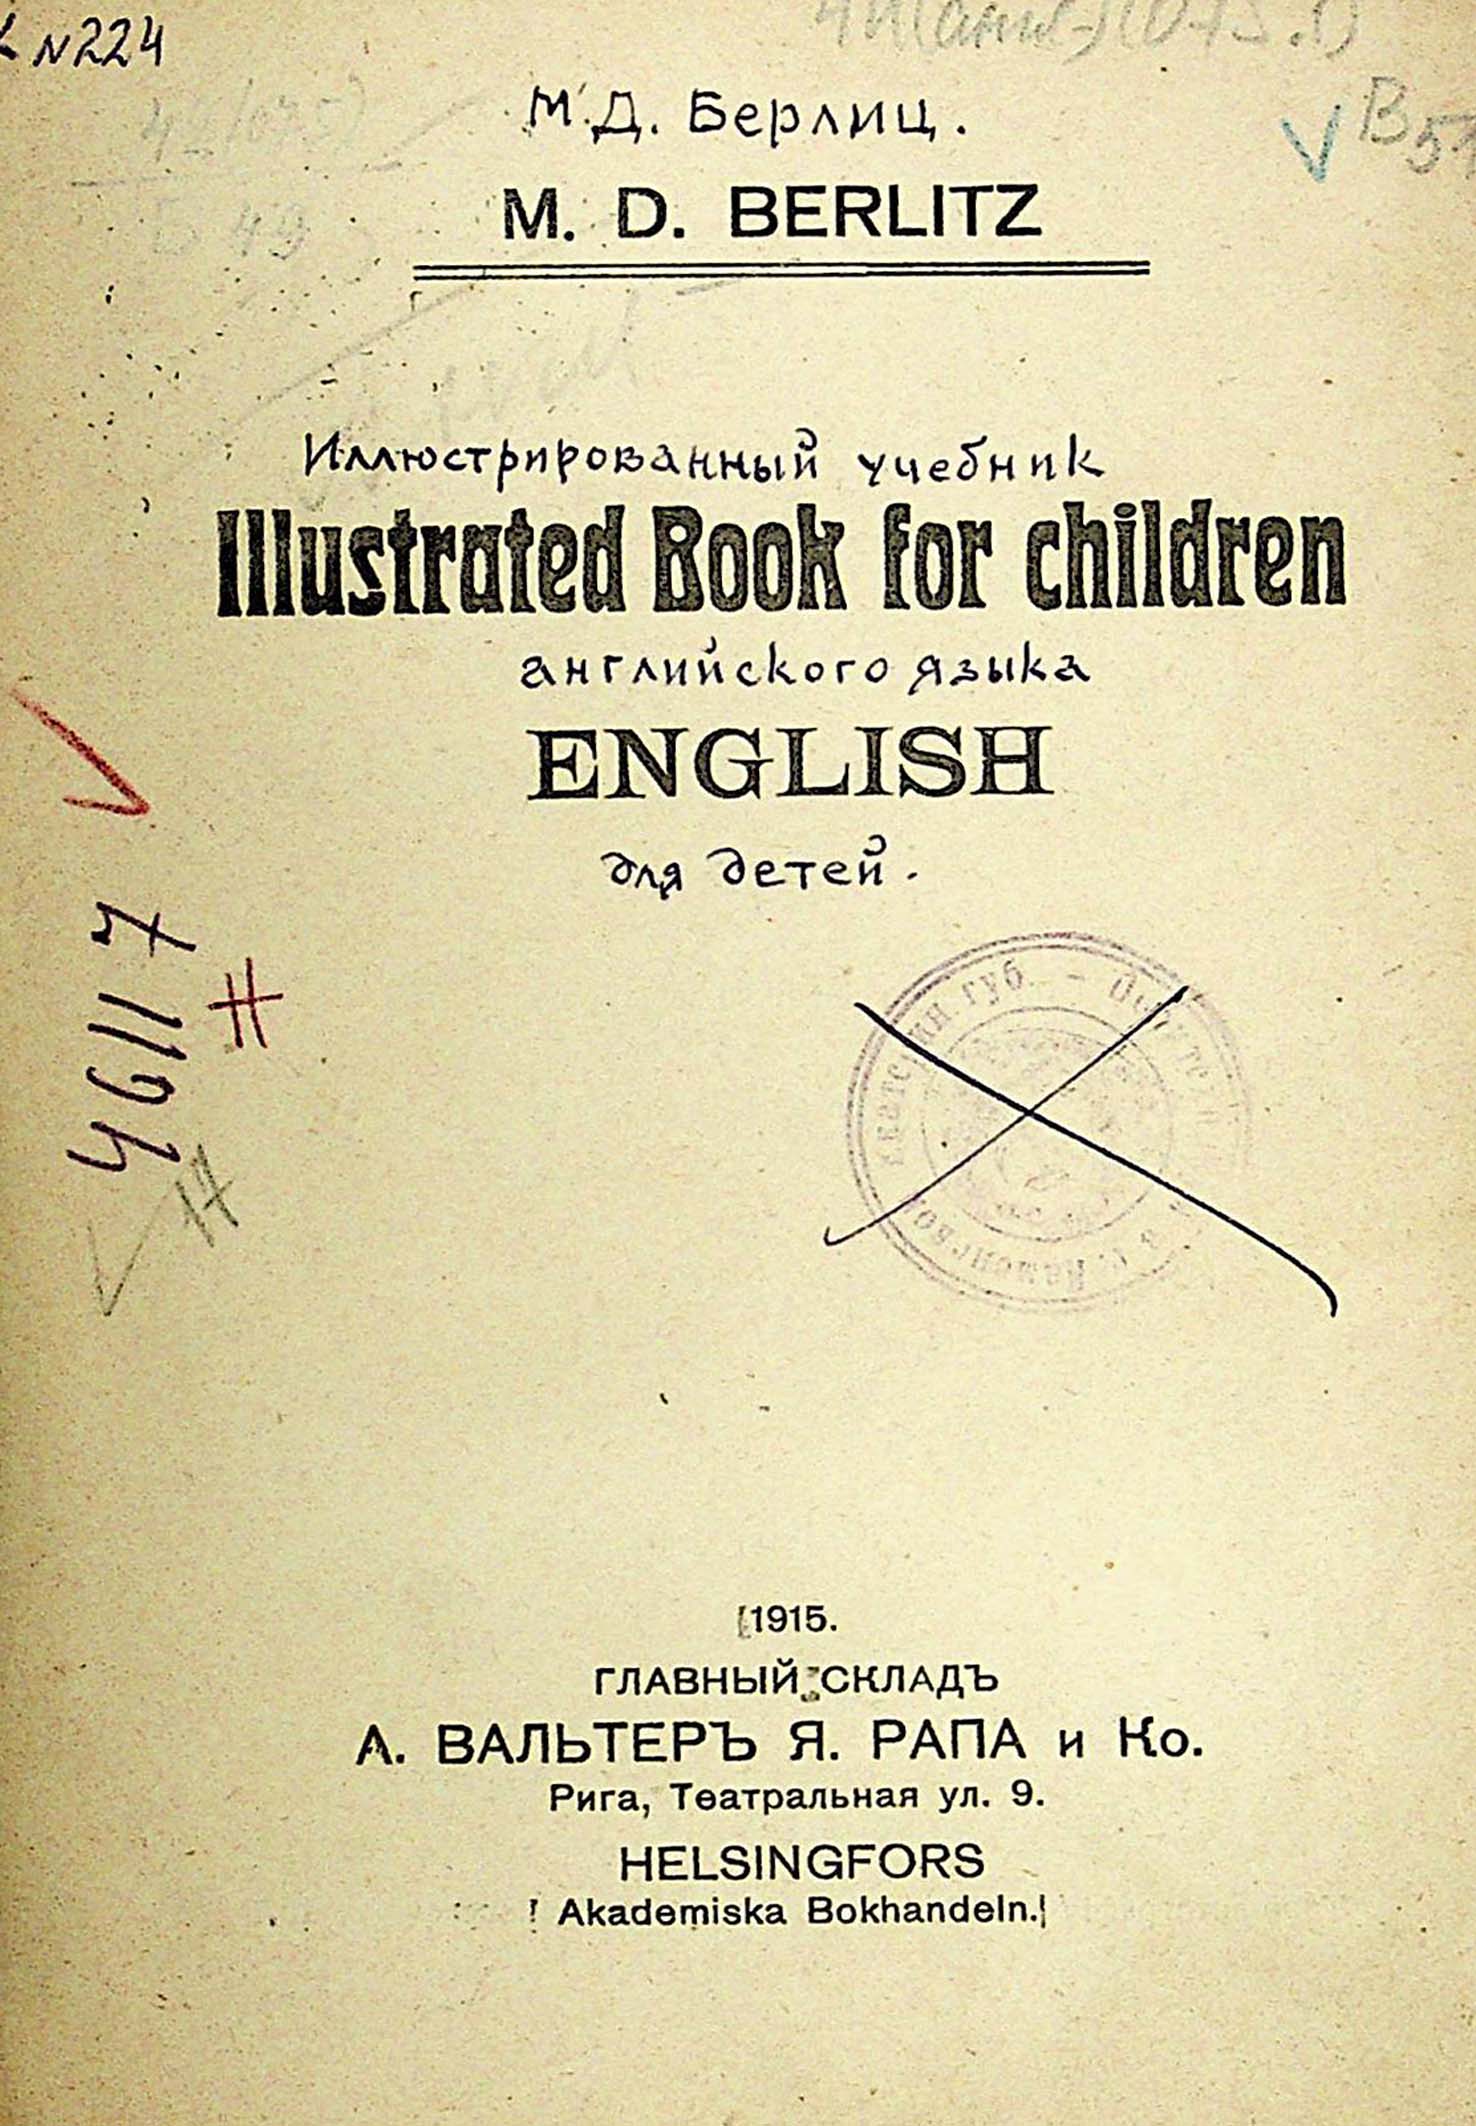 N224
М.Д. Берлиц.
M. D. BERLITZ
Иллюстрированный учебник
Illustrated Book for children
английского языка
ENGLISH
для детей.
1915.
ГЛАВНЫЙ СКЛАДЪ
А. ВАЛЬТЕРЪ Я. РАПА и Ко.
Рига, Театральная ул. 9.
HELSINGFORS
Akademiska Bokhandeln.